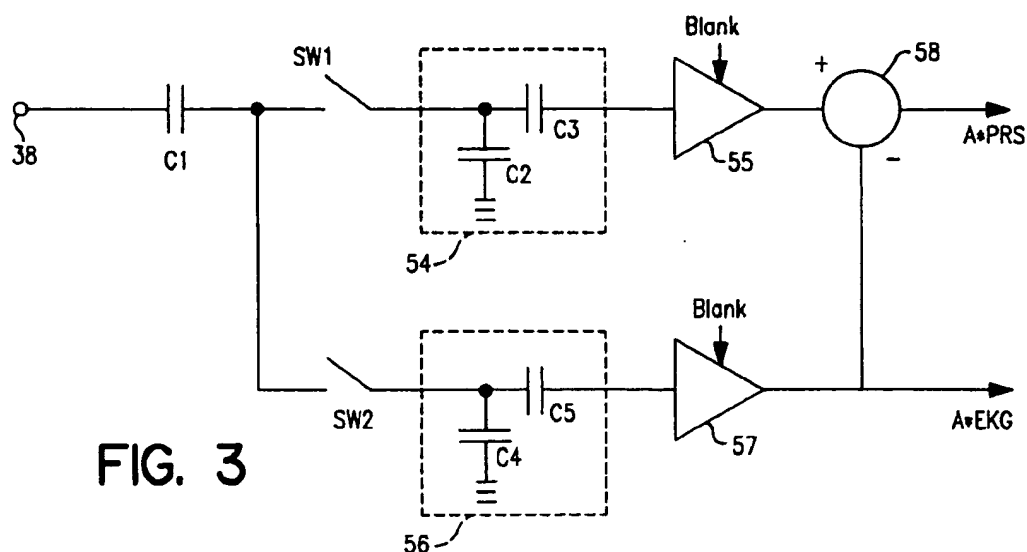 Blank
58
SW1
+
38
C1
C3
C2
55
-
A*PRS
54
Blank
SW2
C5
C4
57
A*EKG
FIG. 3
56